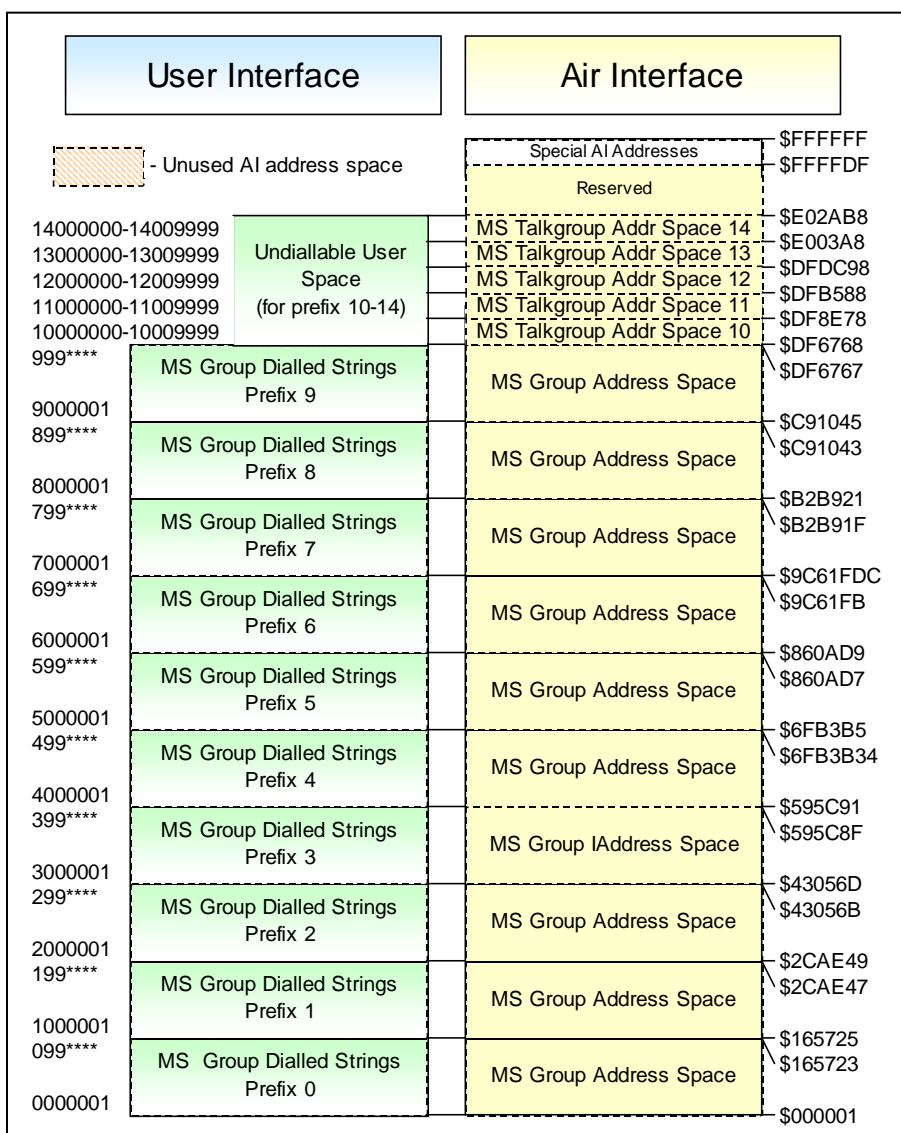 User Interface
Air Interface
- Unused AI address space
Special AI Addresses
$FFFFFF
$FFFFDF
Reserved
14000000-14009999
13000000-13009999
12000000-12009999
11000000-11009999
10000000-10009999
Undiallable User
Space
(for prefix 10-14)
MS Talkgroup Addr Space 14
MS Talkgroup Addr Space 13
MS Talkgroup Addr Space 12
MS Talkgroup Addr Space 11
MS Talkgroup Addr Space 10
$E02AB8
$E003A8
$DFDC98
$DFB588
$DF8E78
$DF6768
999****
MS Group Dialled Strings
Prefix 9
9000001
MS Group Address Space
$DF6767
$C91045
899****
MS Group Dialled Strings
Prefix 8
8000001
MS Group Address Space
$C91043
$B2B921
799****
MS Group Dialled Strings
Prefix 7
7000001
MS Group Address Space
$B2B91F
$9C61FDC
699****
MS Group Dialled Strings
Prefix 6
6000001
MS Group Address Space
$9C61FB
$860AD9
599****
MS Group Dialled Strings
Prefix 5
5000001
MS Group Address Space
$860AD7
$6FB3B5
499****
MS Group Dialled Strings
Prefix 4
4000001
MS Group Address Space
$6FB3B34
$595C91
399****
MS Group Dialled Strings
Prefix 3
3000001
MS Group IAddress Space
$595C8F
$43056D
299****
MS Group Dialled Strings
Prefix 2
2000001
MS Group Address Space
$43056B
$2CAE49
199****
MS Group Dialled Strings
Prefix 1
1000001
MS Group Address Space
$2CAE47
$165725
099****
MS Group Dialled Strings
Prefix 0
0000001
MS Group Address Space
$165723
$000001